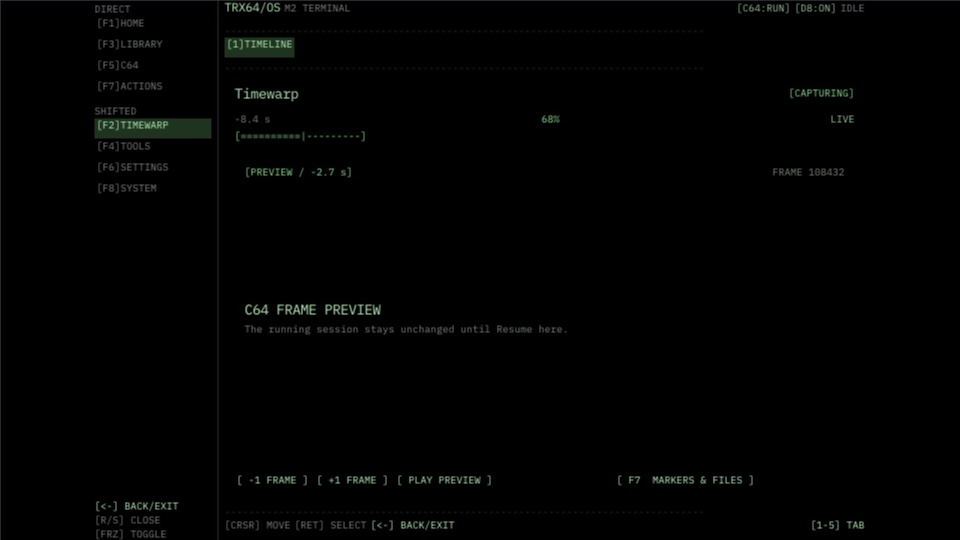 DIRECT
[F1]HOME
[F3]LIBRARY
[F5]C64
[F7]ACTIONS
SHIFTED
[F2]TIMEWARP
[F4]TOOLS
[F6]SETTINGS
[F8]SYSTEM
[<-] BACK/EXIT
[R/S] CLOSE
[FRZ] TOGGLE
TRX64/OS M2 TERMINAL [C64:RUN] [D8:ON] IDLE
[1]TIMELINE
Timewarp [CAPTURING]
-8.4 s 68% LIVE
[==========|---------]
[PREVIEW / -2.7 s] FRAME 108432
C64 FRAME PREVIEW
The running session stays unchanged until Resume here.
[ -1 FRAME ] [ +1 FRAME ] [ PLAY PREVIEW ] [ F7 MARKERS & FILES ]
[CRSR] MOVE [RET] SELECT [<-] BACK/EXIT [1-5] TAB